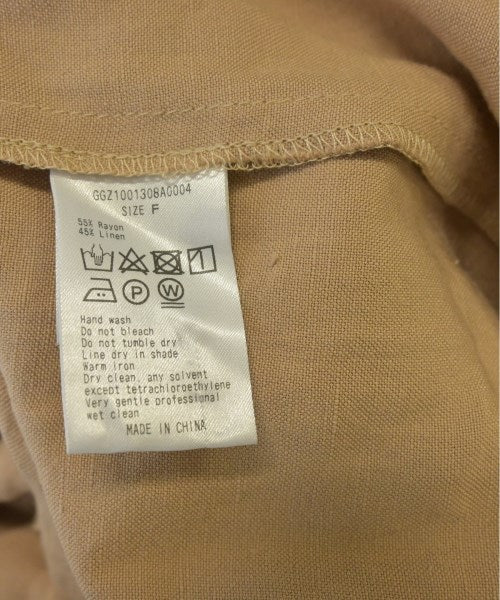 GGZ1001308A0004
SIZE F
55% Rayon
45% Linen
P W
Hand wash
Do not bleach
Do not tumble dry
Line dry in shade
Warm iron
Dry clean, any solvent
except tetrachloroethylene
Very gentle professional
wet clean
MADE IN CHINA